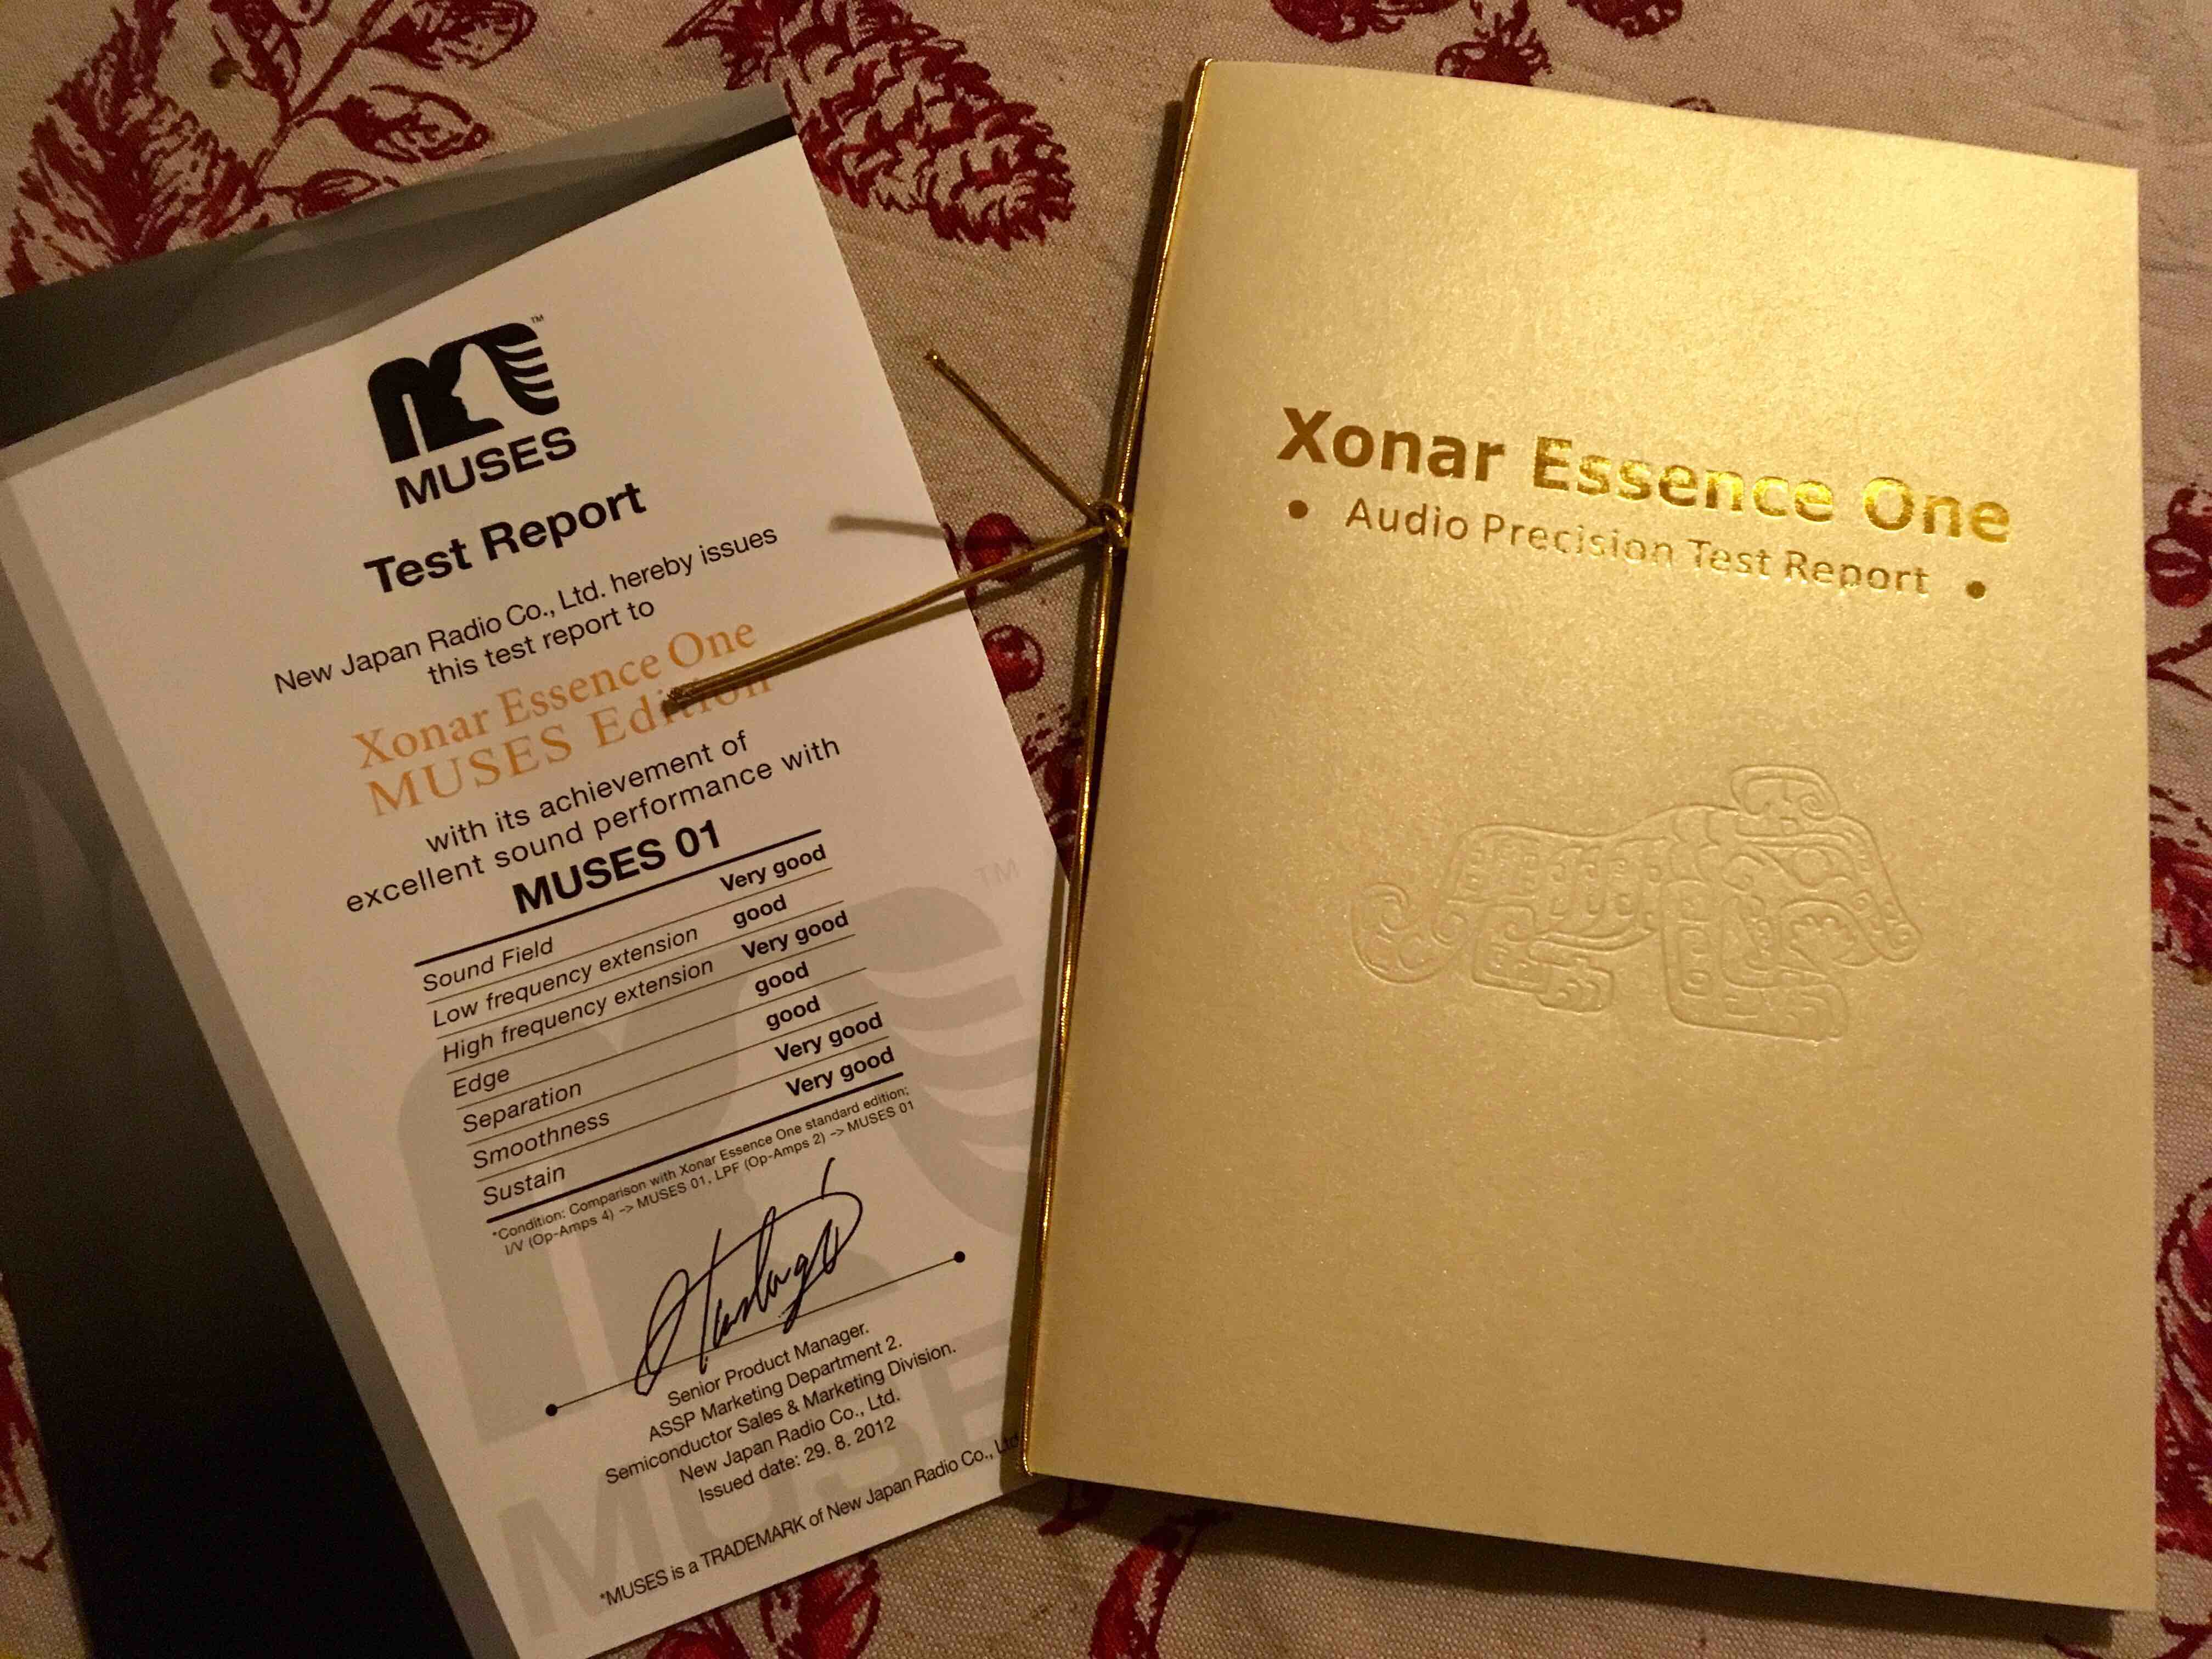 ™
MUSES
Test Report
New Japan Radio Co., Ltd. hereby issues
this test report to
Xonar Essence One
MUSES Edition
with its achievement of
excellent sound performance with
MUSES 01
Sound Field Very good
Low frequency extension good
High frequency extension Very good
Edge good
Separation good
Smoothness Very good
Sustain Very good
*Condition: Comparison with Xonar Essence One standard edition;
I/V (Op-Amps 4) -> MUSES 01, LPF (Op-Amps 2) -> MUSES 01
Senior Product Manager.
ASSP Marketing Department 2.
Semiconductor Sales & Marketing Division.
New Japan Radio Co., Ltd.
Issued date: 29. 8. 2012
*MUSES is a TRADEMARK of New Japan Radio Co., Ltd
TM
MUSE
Xonar Essence One
• Audio Precision Test Report •